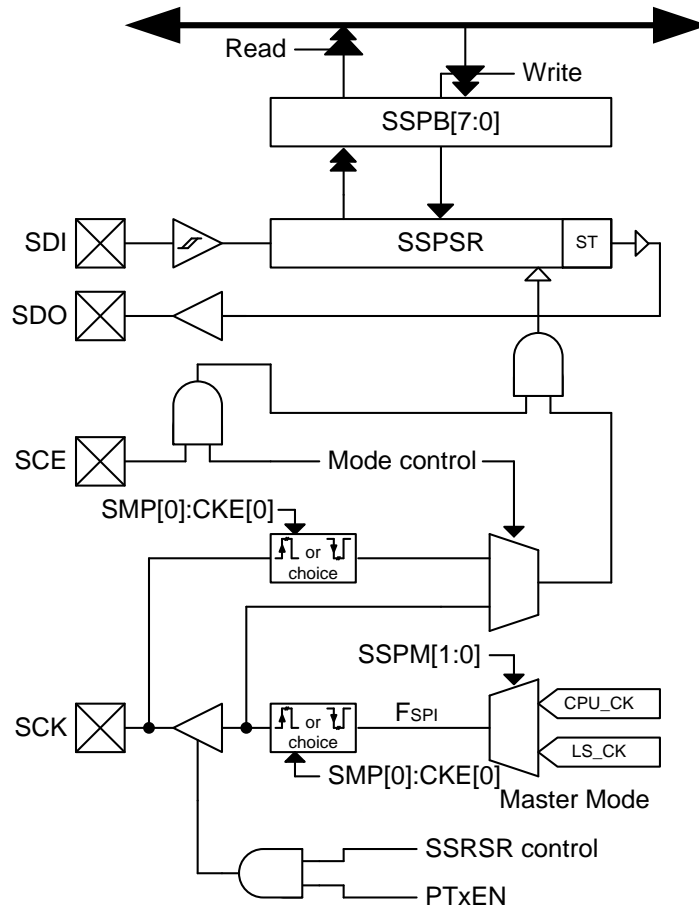 Read
Write
SSPB[7:0]
SDI
SSPSR
ST
SDO
SCE
Mode control
SMP[0]:CKE[0]
or
choice
SSPM[1:0]
SCK
or
choice
FSPI
CPU_CK
LS_CK
SMP[0]:CKE[0]
Master Mode
SSRSR control
PTxEN